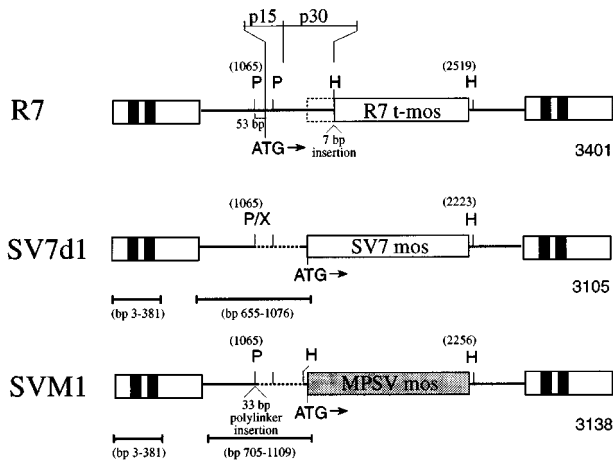 p15 p30
(1065) (2519)
P P H H
R7 R7 t-mos
53 bp 7 bp
ATG → insertion
3401
(1065) (2223)
P/X H
SV7d1 SV7 mos
ATG →
3105
(bp 3-381) (bp 655-1076)
(1065) (2256)
P H H
SVM1 MPSV mos
33 bp ATG →
polylinker
insertion
3138
(bp 3-381) (bp 705-1109)